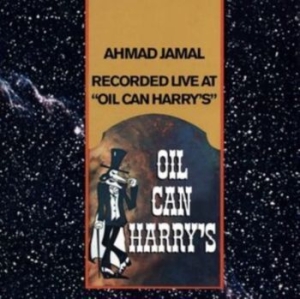 AHMAD JAMAL
RECORDED LIVE AT
"OIL CAN HARRY'S"
OIL
CAN
HARRY'S